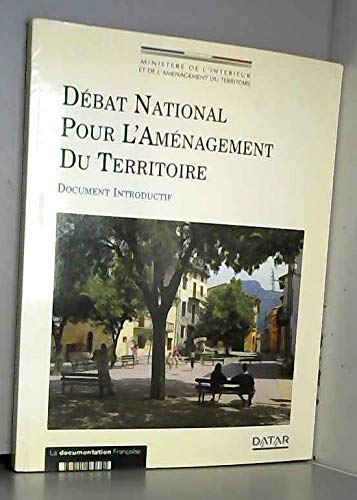 MINISTÈRE DE L'INTÉRIEUR
ET DE L'AMÉNAGEMENT DU TERRITOIRE
DÉBAT NATIONAL
POUR L'AMÉNAGEMENT
DU TERRITOIRE
DOCUMENT INTRODUCTIF
La documentation Française
DATAR